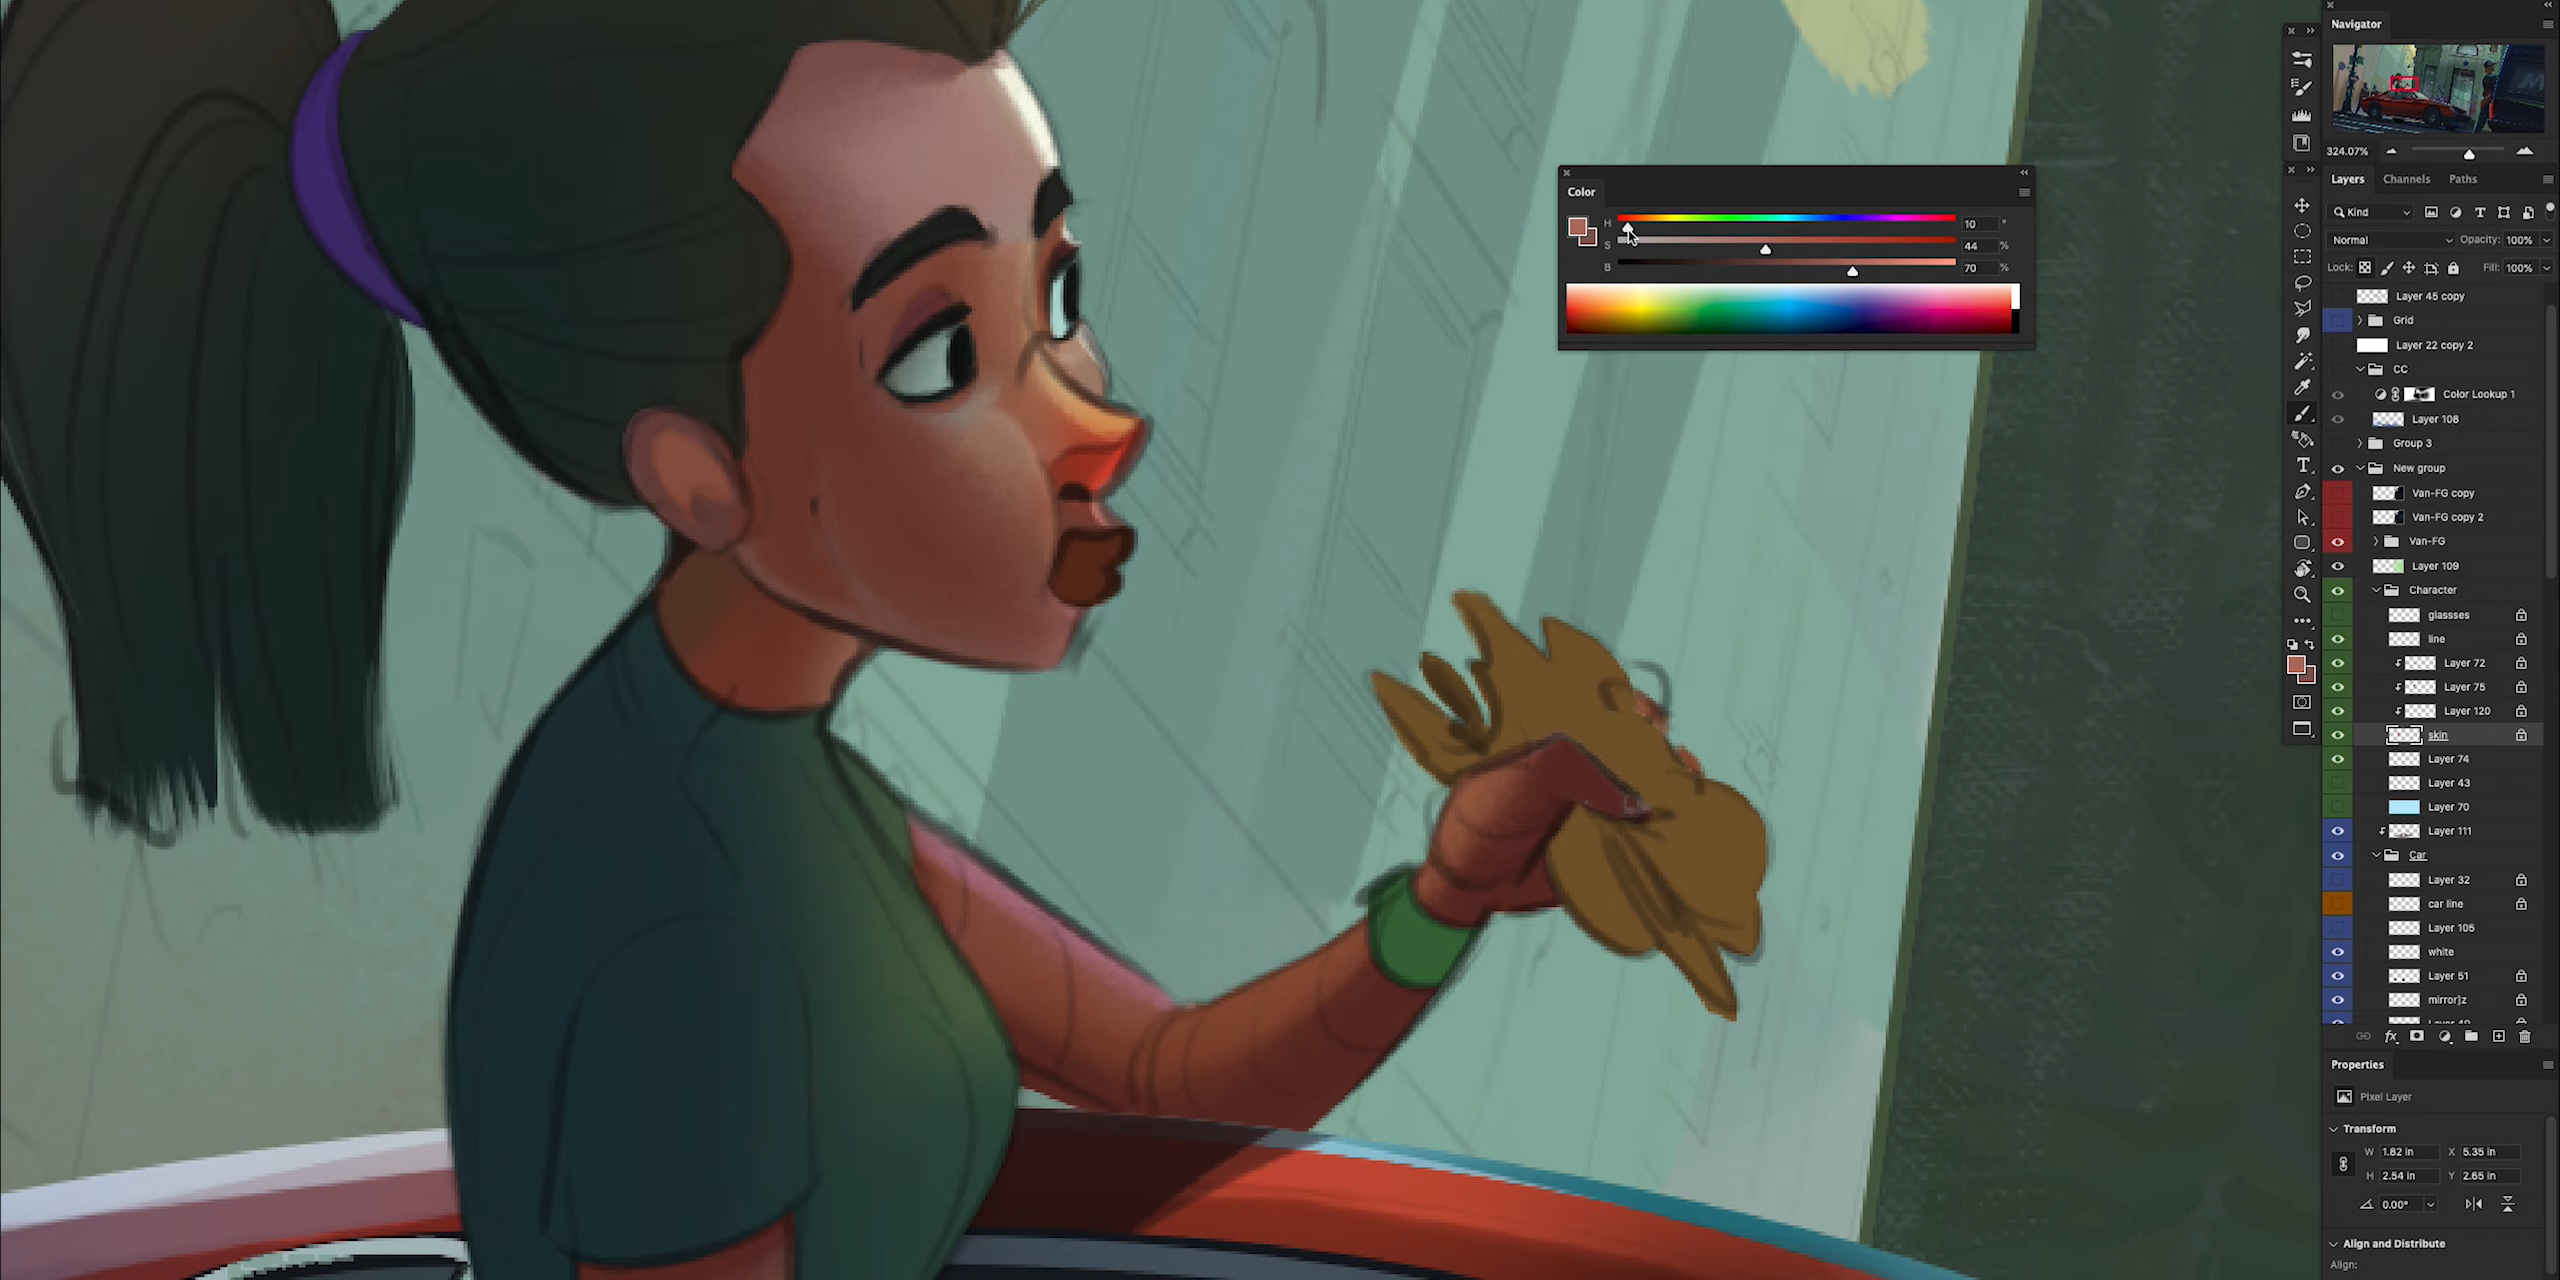 Navigator
324.07%
Color
H 10 °
S 44 %
B 70 %
Layers Channels Paths
Kind
Normal Opacity: 100%
Lock: Fill: 100%
Layer 45 copy
Grid
Layer 22 copy 2
CC
Color Lookup 1
Layer 108
Group 3
New group
Van-FG copy
Van-FG copy 2
Van-FG
Layer 109
Character
glassses
line
Layer 72
Layer 75
Layer 120
skin
Layer 74
Layer 43
Layer 70
Layer 111
Car
Layer 32
car line
Layer 105
white
Layer 51
mirror]z
Properties
Pixel Layer
Transform
W 1.82 in X 5.35 in
H 2.54 in Y 2.65 in
0.00°
Align and Distribute
Align: